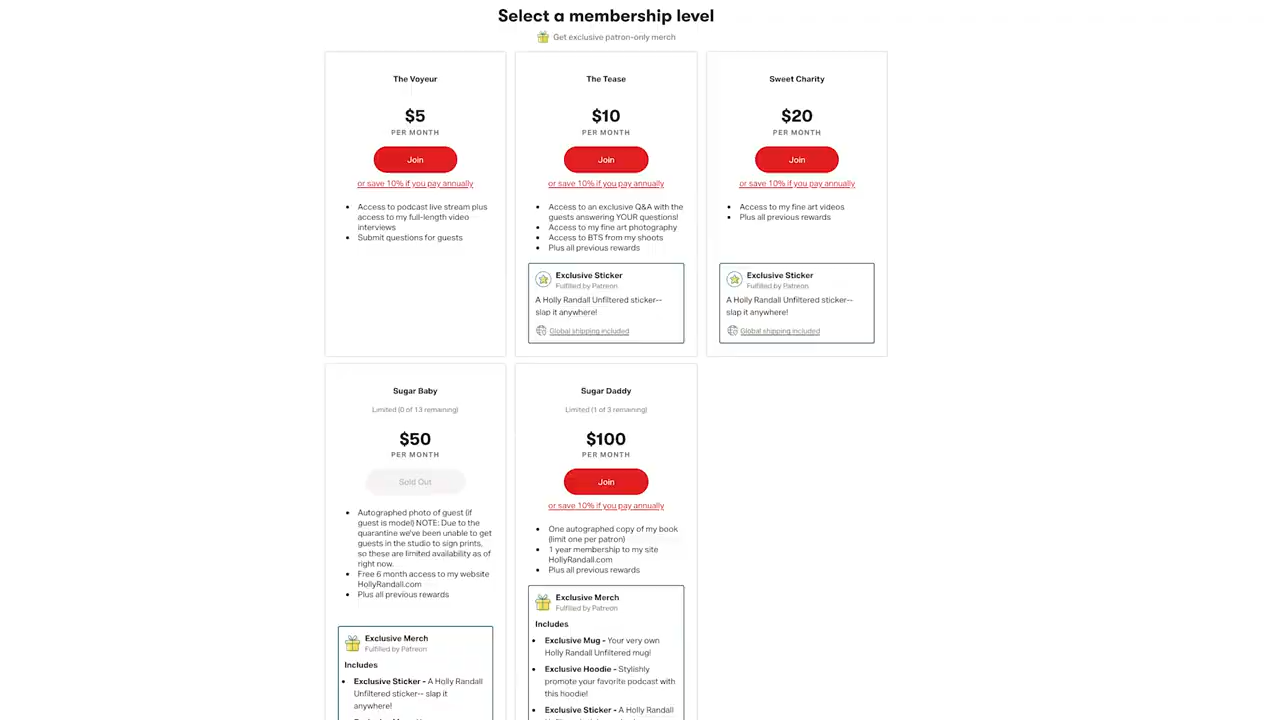 Select a membership level
Get exclusive patron-only merch
The Voyeur
$5
PER MONTH
Join
or save 10% if you pay annually
Access to podcast live stream plus
access to my full-length video
interviews
Submit questions for guests
The Tease
$10
PER MONTH
Join
or save 10% if you pay annually
Access to an exclusive Q&A with the
guests answering YOUR questions!
Access to my fine art photography
Access to BTS from my shoots
Plus all previous rewards
Exclusive Sticker
Fulfilled by Patreon
A Holly Randall Unfiltered sticker--
slap it anywhere!
Global shipping included
Sweet Charity
$20
PER MONTH
Join
or save 10% if you pay annually
Access to my fine art videos
Plus all previous rewards
Exclusive Sticker
Fulfilled by Patreon
A Holly Randall Unfiltered sticker--
slap it anywhere!
Global shipping included
Sugar Baby
Limited (0 of 13 remaining)
$50
PER MONTH
Sold Out
Autographed photo of guest (if
guest is model) NOTE: Due to the
quarantine we've been unable to get
guests in the studio to sign prints,
so these are limited availability as of
right now.
Free 6 month access to my website
HollyRandall.com
Plus all previous rewards
Exclusive Merch
Fulfilled by Patreon
Includes
Exclusive Sticker - A Holly Randall
Unfiltered sticker-- slap it
anywhere!
Sugar Daddy
Limited (1 of 3 remaining)
$100
PER MONTH
Join
or save 10% if you pay annually
One autographed copy of my book
(limit one per patron)
1 year membership to my site
HollyRandall.com
Plus all previous rewards
Exclusive Merch
Fulfilled by Patreon
Includes
Exclusive Mug - Your very own
Holly Randall Unfiltered mug!
Exclusive Hoodie - Stylishly
promote your favorite podcast with
this hoodie!
Exclusive Sticker - A Holly Randall